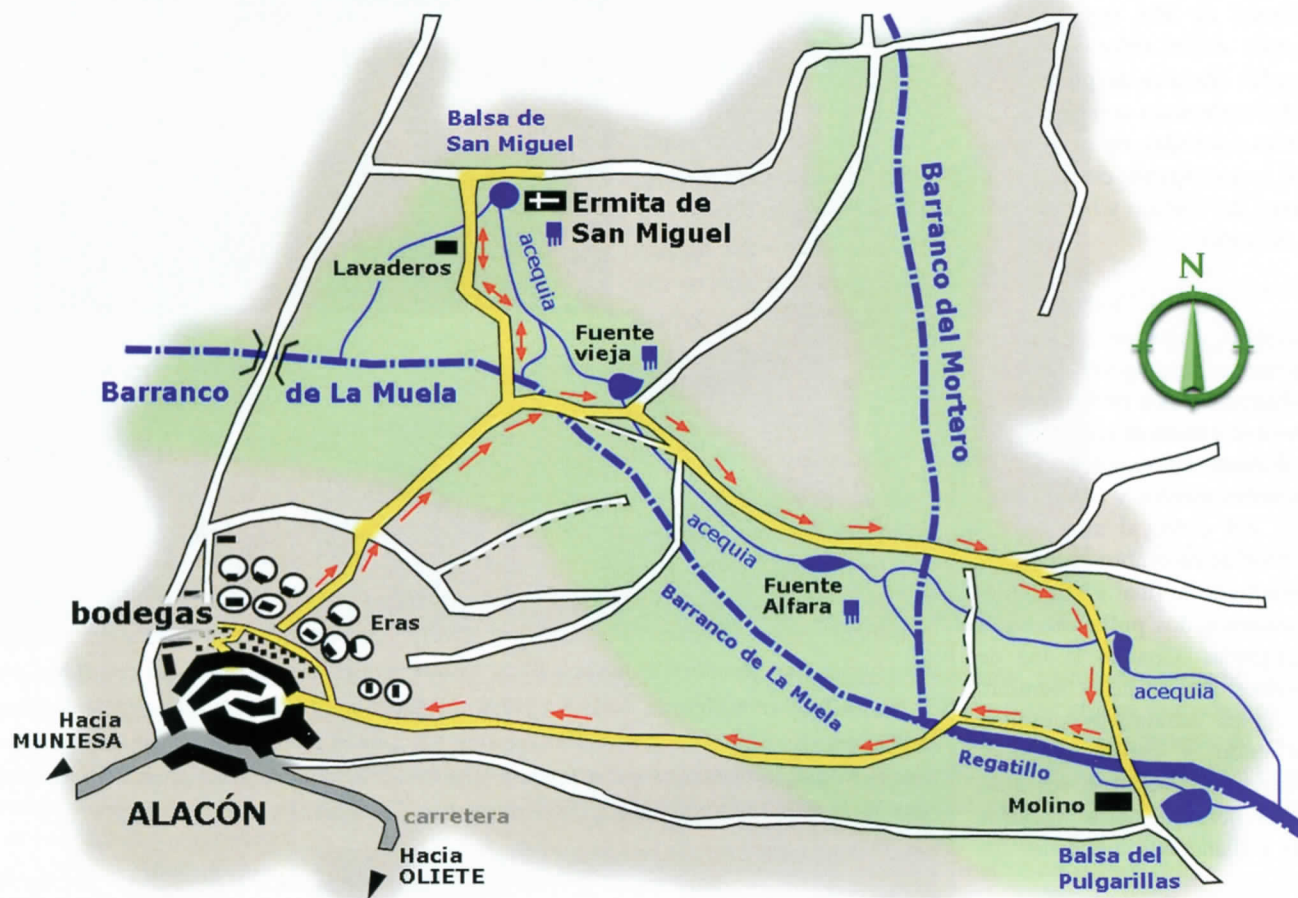 Balsa de
San Miguel
Ermita de
San Miguel
acequia
Lavaderos
Fuente
vieja
Barranco del Mortero
N
Barranco
de La Muela
acequia
Fuente
Alfara
bodegas
Eras
Barranco de La Muela
acequia
Hacia
MUNIESA
Regatillo
Molino
ALACÓN
carretera
Hacia
OLIETE
Balsa del
Pulgarillas